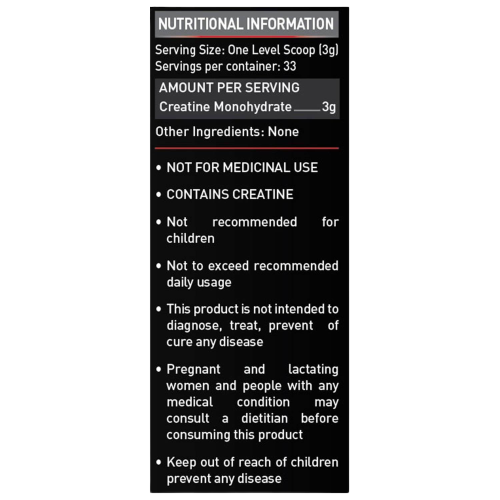 NUTRITIONAL INFORMATION
Serving Size: One Level Scoop (3g)
Servings per container: 33
AMOUNT PER SERVING
Creatine Monohydrate ____ 3g
Other Ingredients: None
• NOT FOR MEDICINAL USE
• CONTAINS CREATINE
• Not recommended for
children
• Not to exceed recommended
daily usage
• This product is not intended to
diagnose, treat, prevent of
cure any disease
• Pregnant and lactating
women and people with any
medical condition may
consult a dietitian before
consuming this product
• Keep out of reach of children
prevent any disease